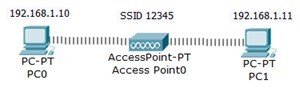 192.168.1.10
SSID 12345
192.168.1.11
PC-PT
PC0
AccessPoint-PT
Access Point0
PC-PT
PC1